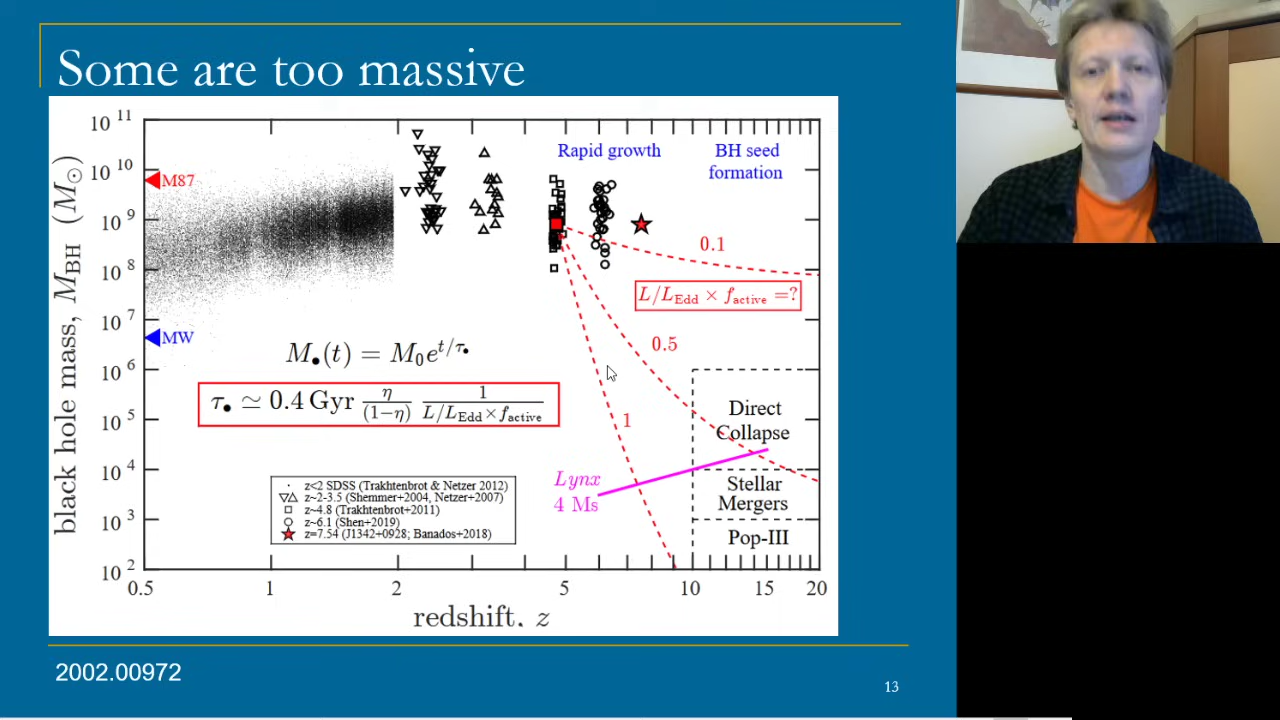 Some are too massive
10 11
10 10
10 9
10 8
10 7
10 6
10 5
10 4
10 3
10 2
black hole mass, M_BH (M_⊙)
M87
MW
Rapid growth
BH seed
formation
0.1
L/L_Edd × f_active =?
0.5
1
M_•(t) = M_0 e^{t/τ_•}
τ_• ≃ 0.4 Gyr η/(1−η) 1/(L/L_Edd × f_active)
Direct
Collapse
Lynx
4 Ms
Stellar
Mergers
Pop-III
z<2 SDSS (Trakhtenbrot & Netzer 2012)
z~2-3.5 (Shemmer+2004, Netzer+2007)
z~4.8 (Trakhtenbrot+2011)
z~6.1 (Shen+2019)
z=7.54 (J1342+0928; Banados+2018)
0.5 1 2 5 10 15 20
redshift, z
2002.00972
13